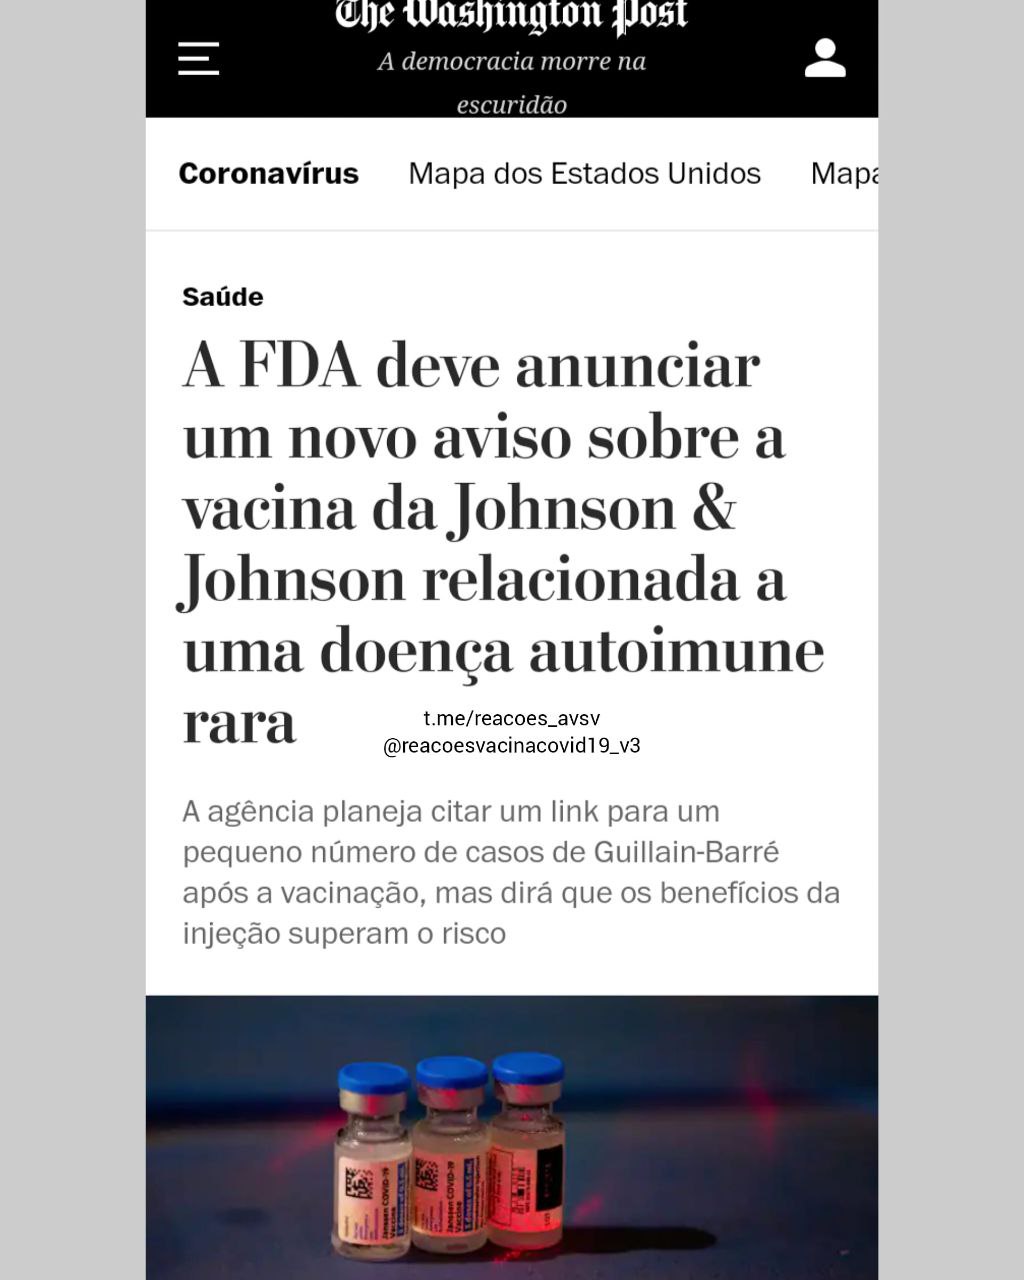 The Washington Post
A democracia morre na
escuridão
Coronavírus Mapa dos Estados Unidos Mapa
Saúde
A FDA deve anunciar
um novo aviso sobre a
vacina da Johnson &
Johnson relacionada a
uma doença autoimune
rara
t.me/reacoes_avsv
@reacoesvacinacovid19_v3
A agência planeja citar um link para um
pequeno número de casos de Guillain-Barré
após a vacinação, mas dirá que os benefícios da
injeção superam o risco
Janssen COVID-19
Vaccine
Janssen COVID-19
Vaccine